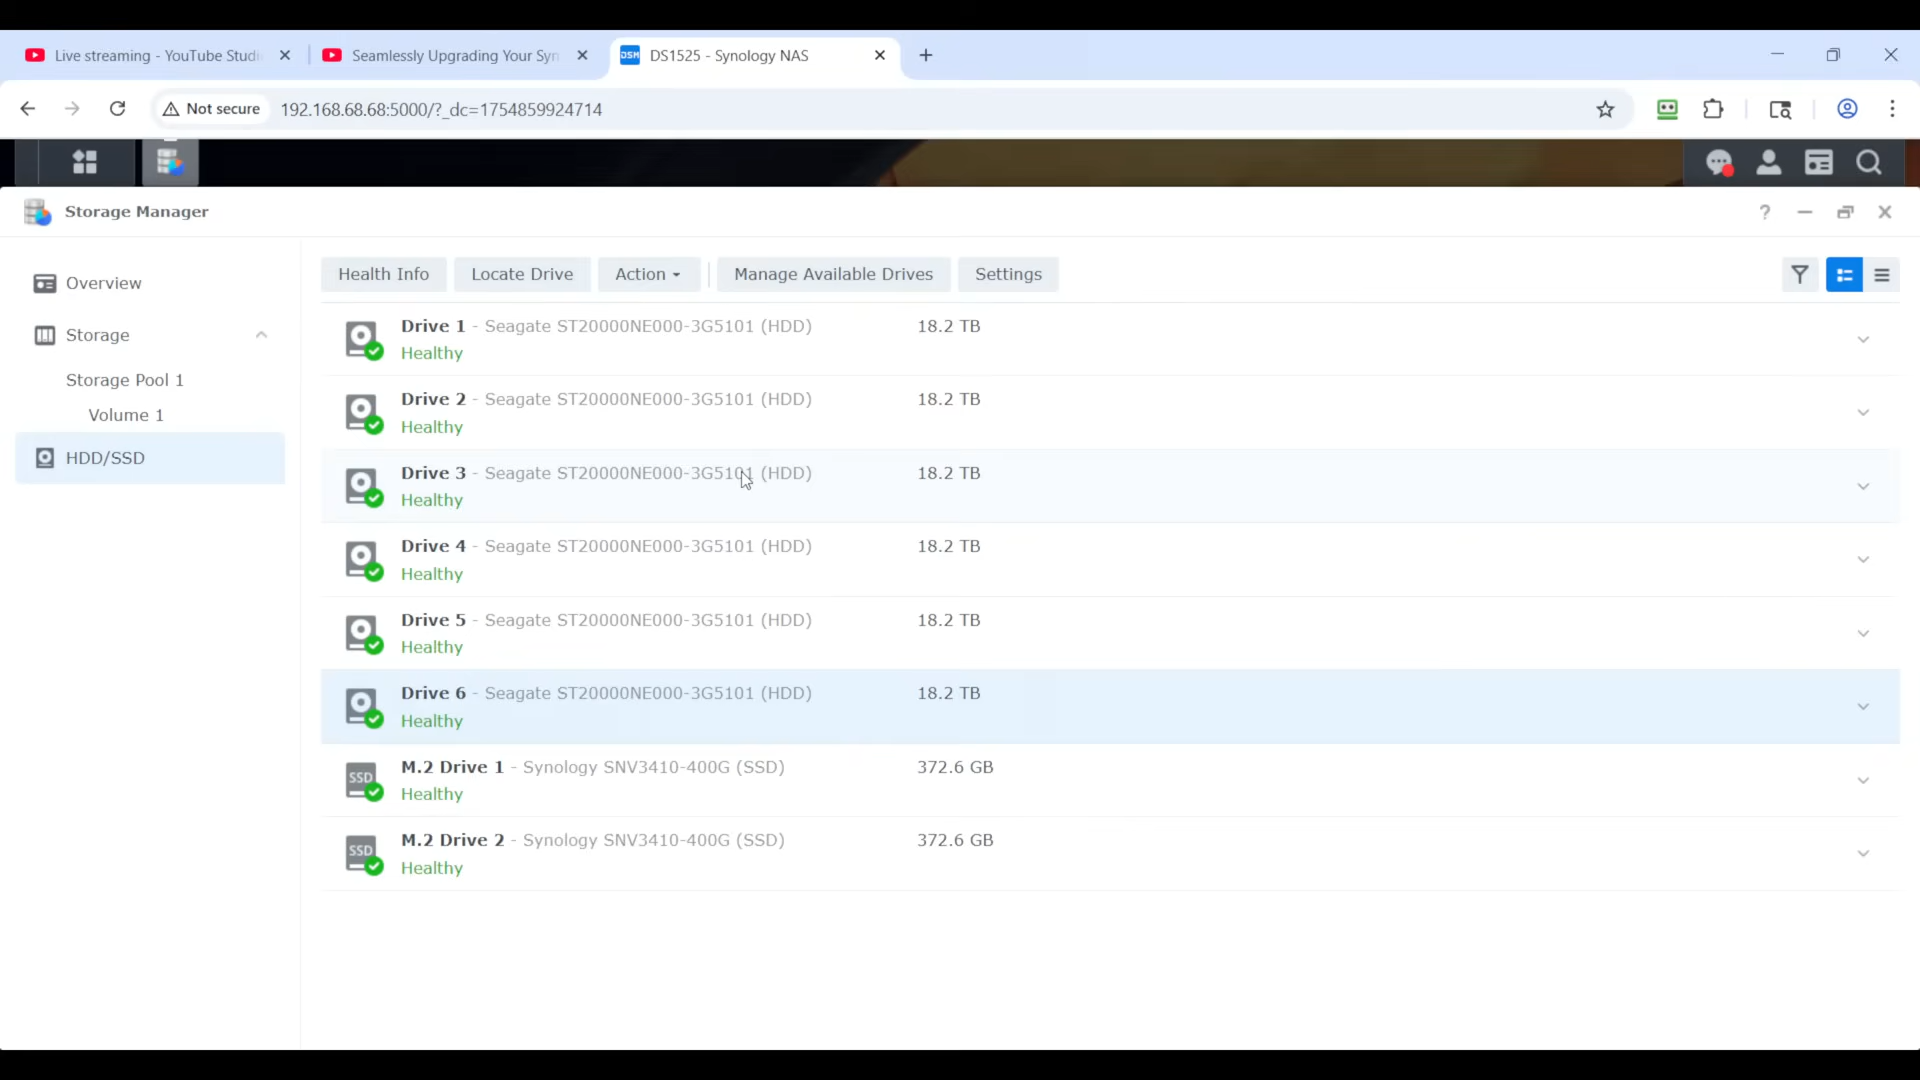 Live streaming - YouTube Studi
Seamlessly Upgrading Your Syn
DSM
DS1525 - Synology NAS
Not secure
192.168.68.68:5000/?_dc=1754859924714
Storage Manager
Overview
Storage
Storage Pool 1
Volume 1
HDD/SSD
Health Info
Locate Drive
Action
Manage Available Drives
Settings
Drive 1 - Seagate ST20000NE000-3G5101 (HDD) 18.2 TB
Healthy
Drive 2 - Seagate ST20000NE000-3G5101 (HDD) 18.2 TB
Healthy
Drive 3 - Seagate ST20000NE000-3G5101 (HDD) 18.2 TB
Healthy
Drive 4 - Seagate ST20000NE000-3G5101 (HDD) 18.2 TB
Healthy
Drive 5 - Seagate ST20000NE000-3G5101 (HDD) 18.2 TB
Healthy
Drive 6 - Seagate ST20000NE000-3G5101 (HDD) 18.2 TB
Healthy
SSD
M.2 Drive 1 - Synology SNV3410-400G (SSD) 372.6 GB
Healthy
SSD
M.2 Drive 2 - Synology SNV3410-400G (SSD) 372.6 GB
Healthy